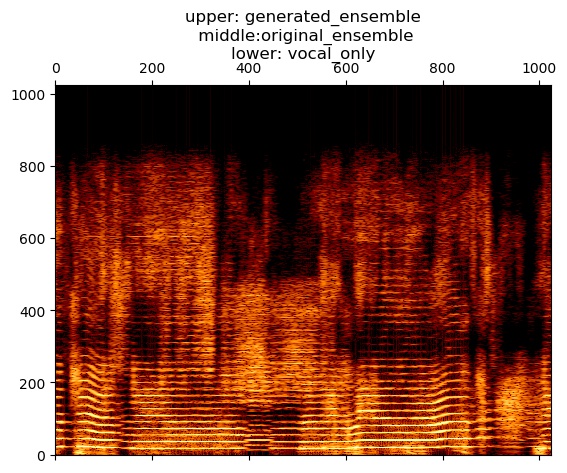 upper: generated_ensemble
middle:original_ensemble
lower: vocal_only
0 200 400 600 800 1000
1000
800
600
400
200
0